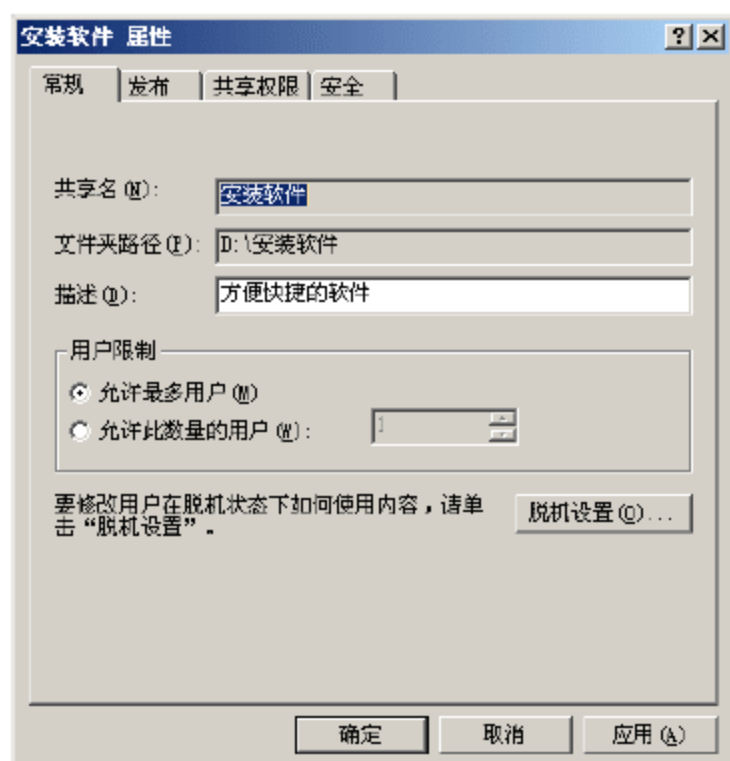 安装软件 属性
常规 发布 共享权限 安全
共享名(N): 安装软件
文件夹路径(P): D:\安装软件
描述(D): 方便快捷的软件
用户限制
允许最多用户(M)
允许此数量的用户(W): 1
要修改用户在脱机状态下如何使用内容，请单
击“脱机设置”。
脱机设置(O)...
确定 取消 应用(A)